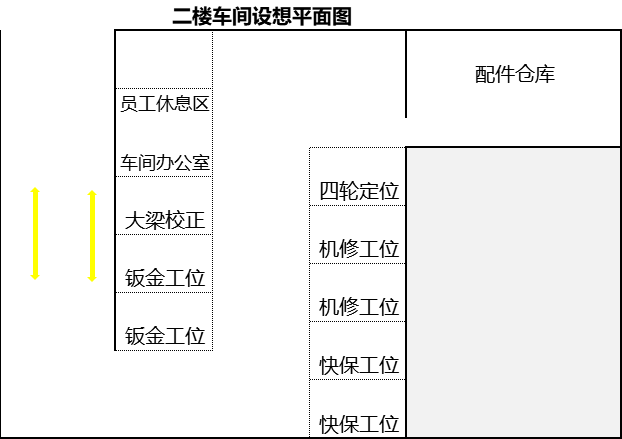 二楼车间设想平面图
配件仓库
员工休息区
车间办公室
四轮定位
大梁校正
机修工位
钣金工位
机修工位
钣金工位
快保工位
快保工位